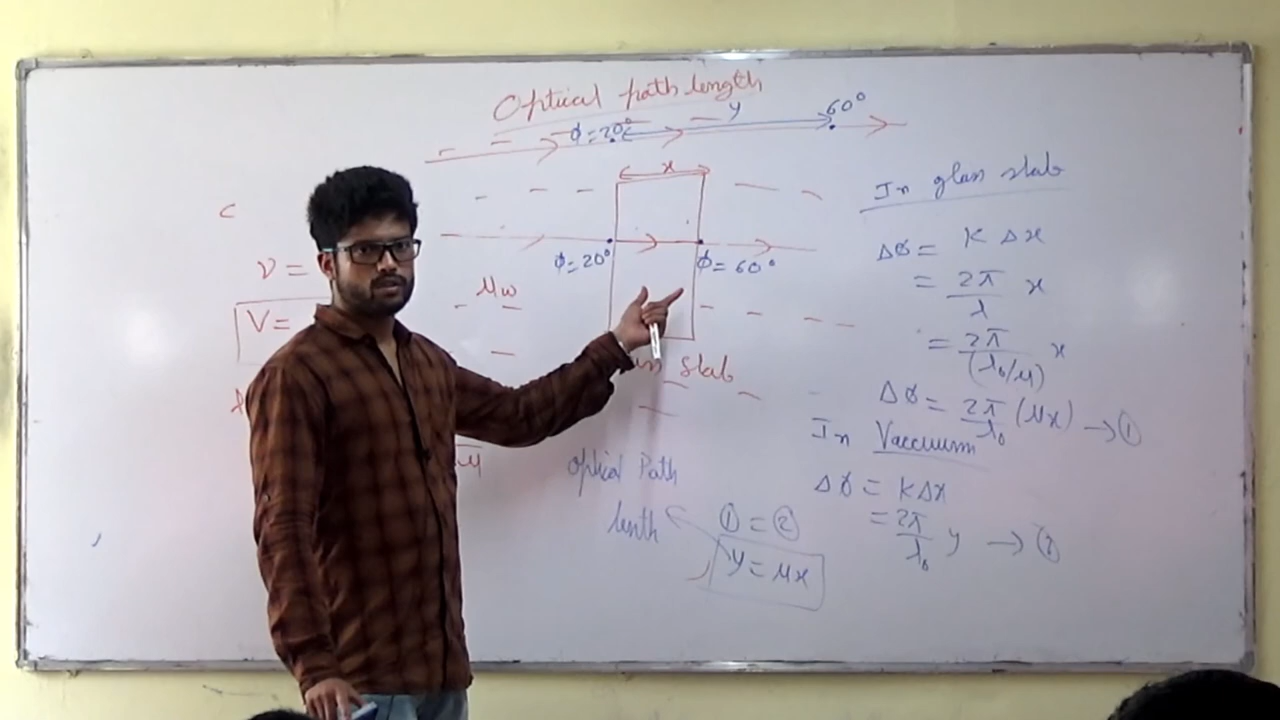 Optical path length
ϕ = 20° y 60°
x
c
ν =
ϕ = 20° ϕ = 60°
μω
V =
slab
μ
In glass slab
Δϕ = K Δx
= 2π/λ x
= 2π/(λ₀/μ) x
Δϕ = 2π/λ₀ (μx) → ①
In Vaccuum
Δϕ = KΔx
= 2π/λ₀ y → ②
optical Path
lenth
① = ②
y = μx